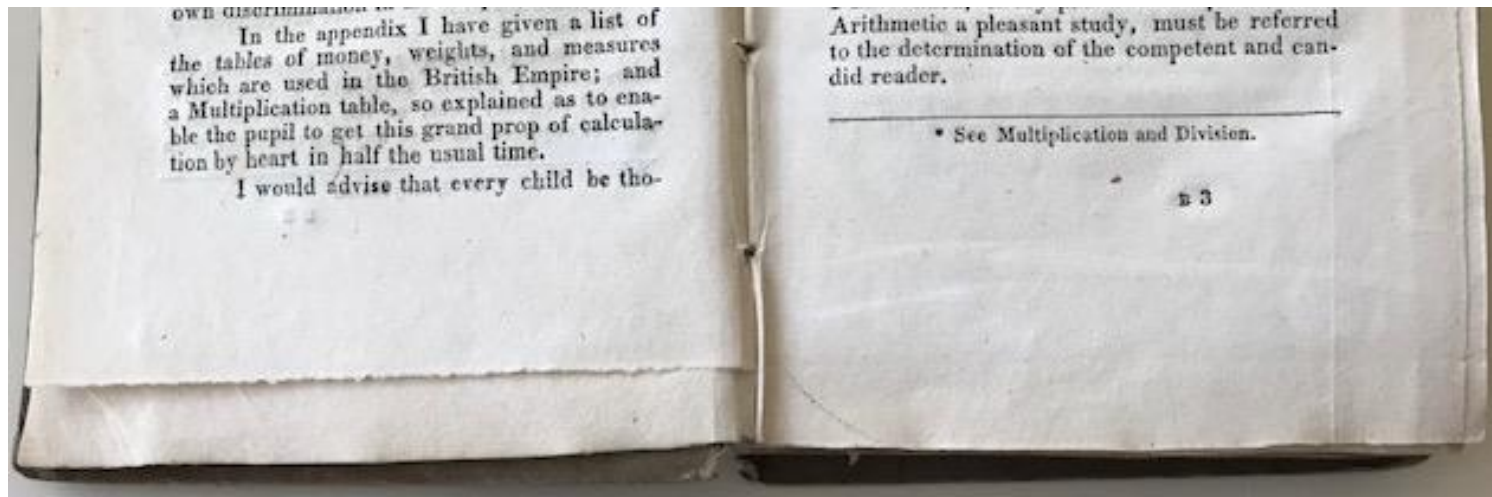 own discrimination
In the appendix I have given a list of
the tables of money, weights, and measures
which are used in the British Empire; and
a Multiplication table, so explained as to ena-
ble the pupil to get this grand prop of calcula-
tion by heart in half the usual time.
I would advise that every child be tho-
Arithmetic a pleasant study, must be referred
to the determination of the competent and can-
did reader.
* See Multiplication and Division.
B 3